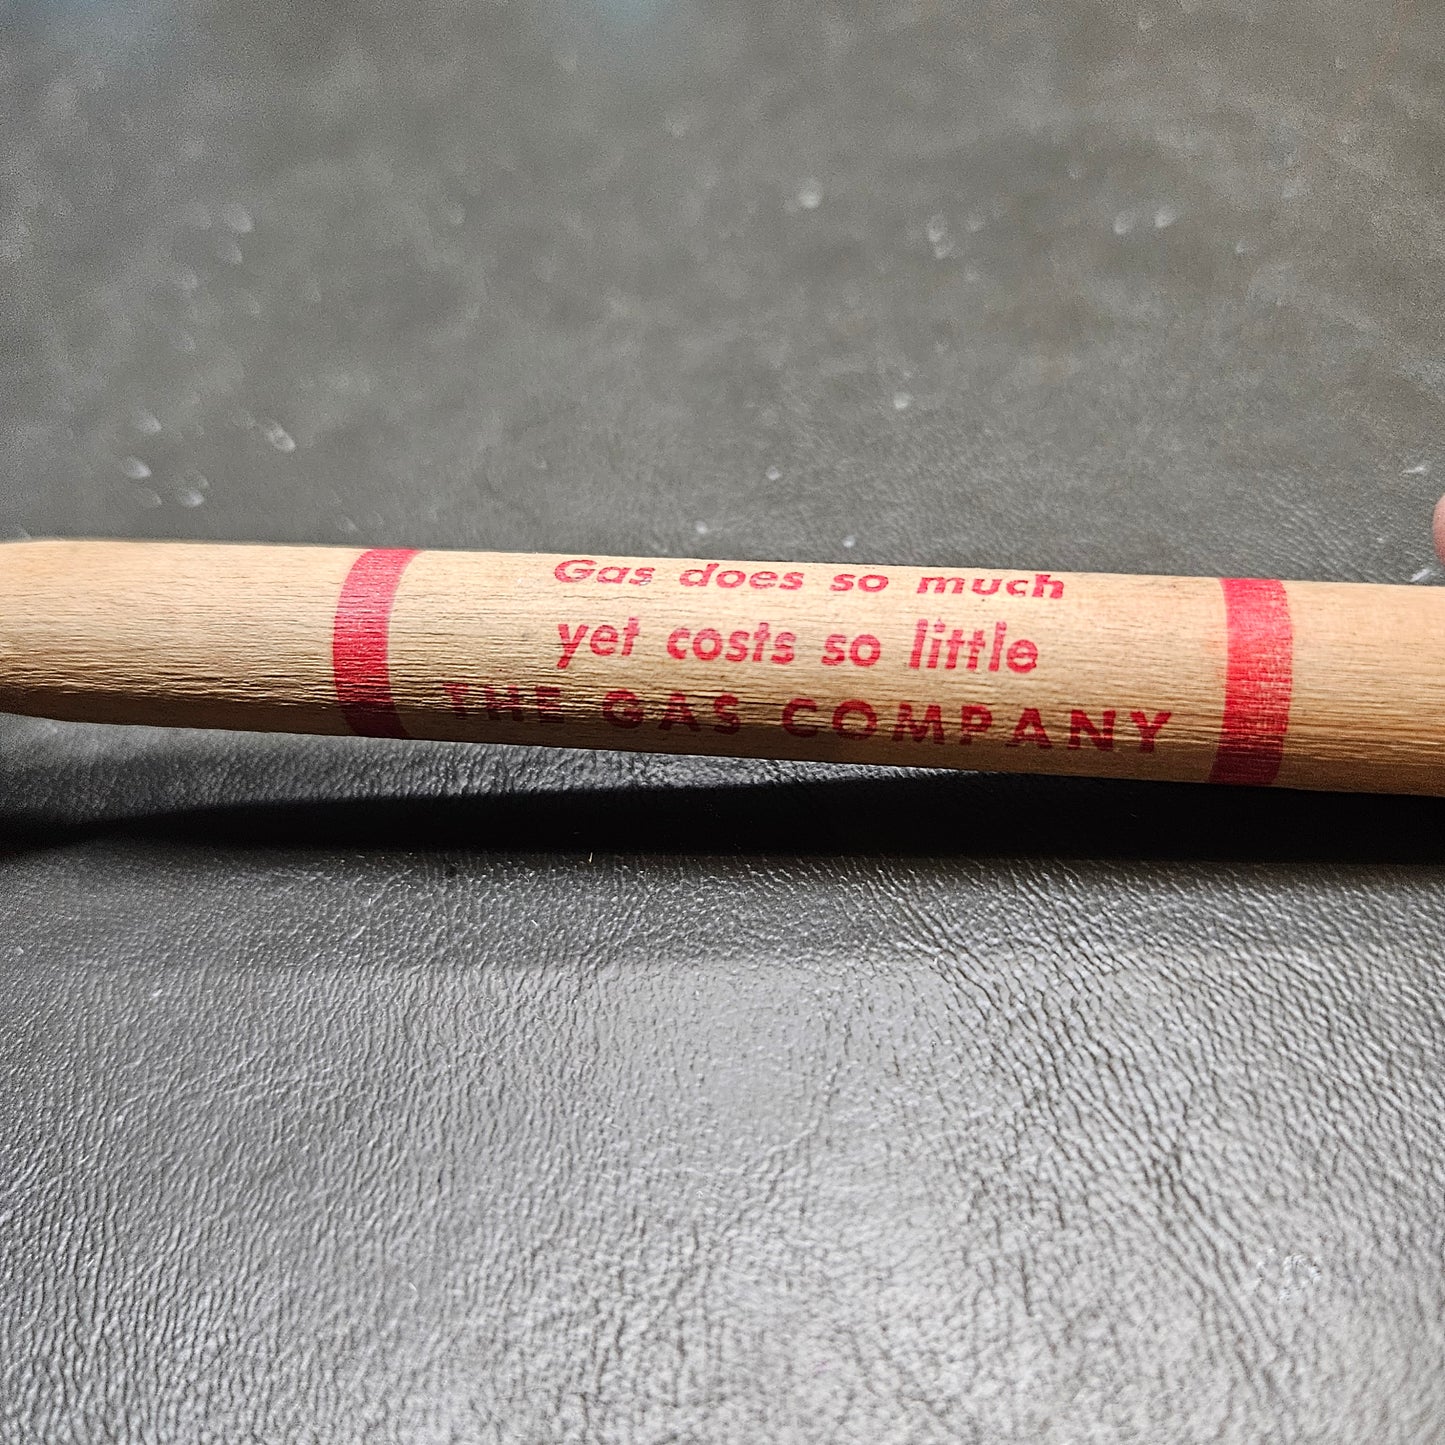 Gas does so much
yet costs so little
THE GAS COMPANY